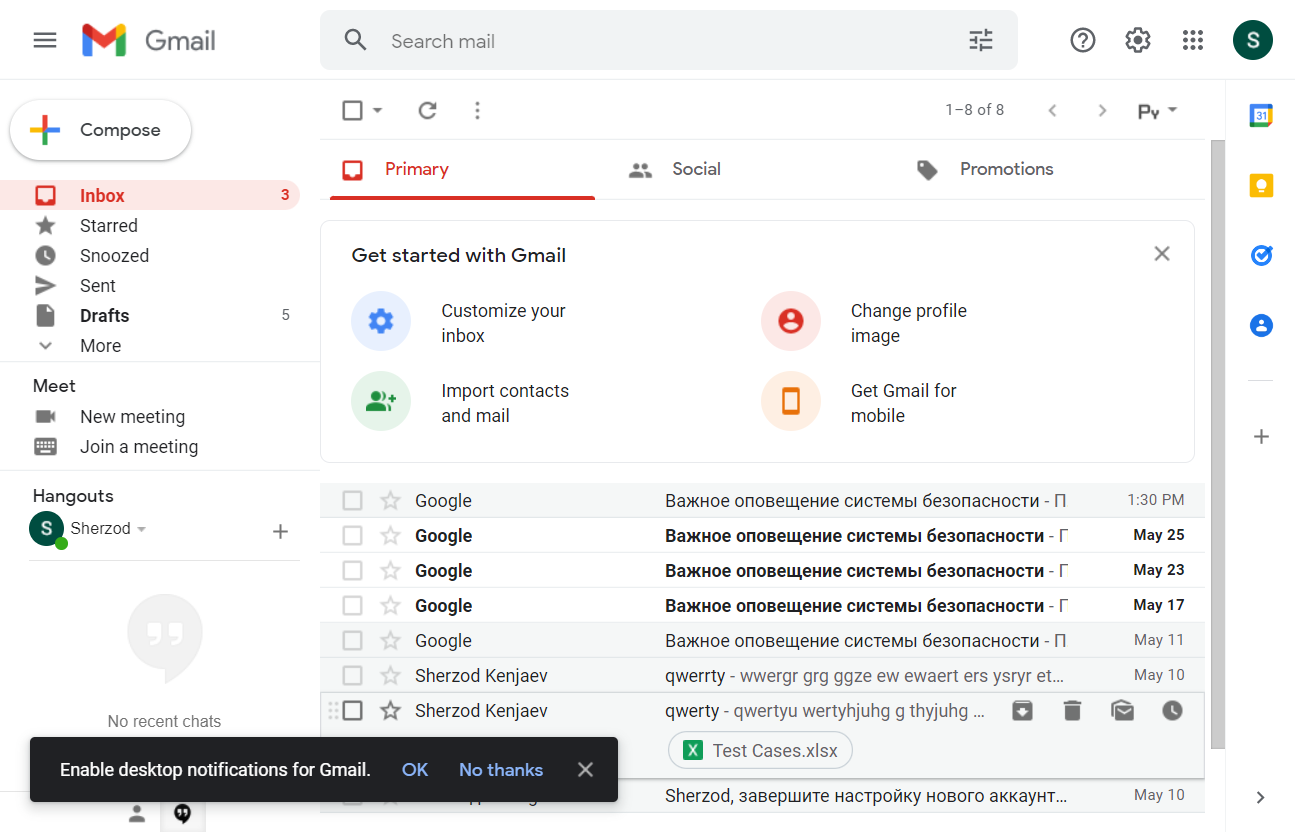 Gmail
Search mail
S
Compose
1–8 of 8
Ру
31
Primary
Social
Promotions
Inbox 3
Starred
Snoozed
Sent
Drafts 5
More
Meet
New meeting
Join a meeting
Hangouts
S Sherzod
No recent chats
Get started with Gmail
Customize your
inbox
Change profile
image
Import contacts
and mail
Get Gmail for
mobile
Google Важное оповещение системы безопасности - П 1:30 PM
Google Важное оповещение системы безопасности - May 25
Google Важное оповещение системы безопасности - May 23
Google Важное оповещение системы безопасности - May 17
Google Важное оповещение системы безопасности - П May 11
Sherzod Kenjaev qwerrty - wwergr grg ggze ew ewaert ers ysryr et… May 10
Sherzod Kenjaev qwerty - qwertyu wertyhjuhg g thyjuhg …
X Test Cases.xlsx
Sherzod, завершите настройку нового аккаунт… May 10
Enable desktop notifications for Gmail. OK No thanks